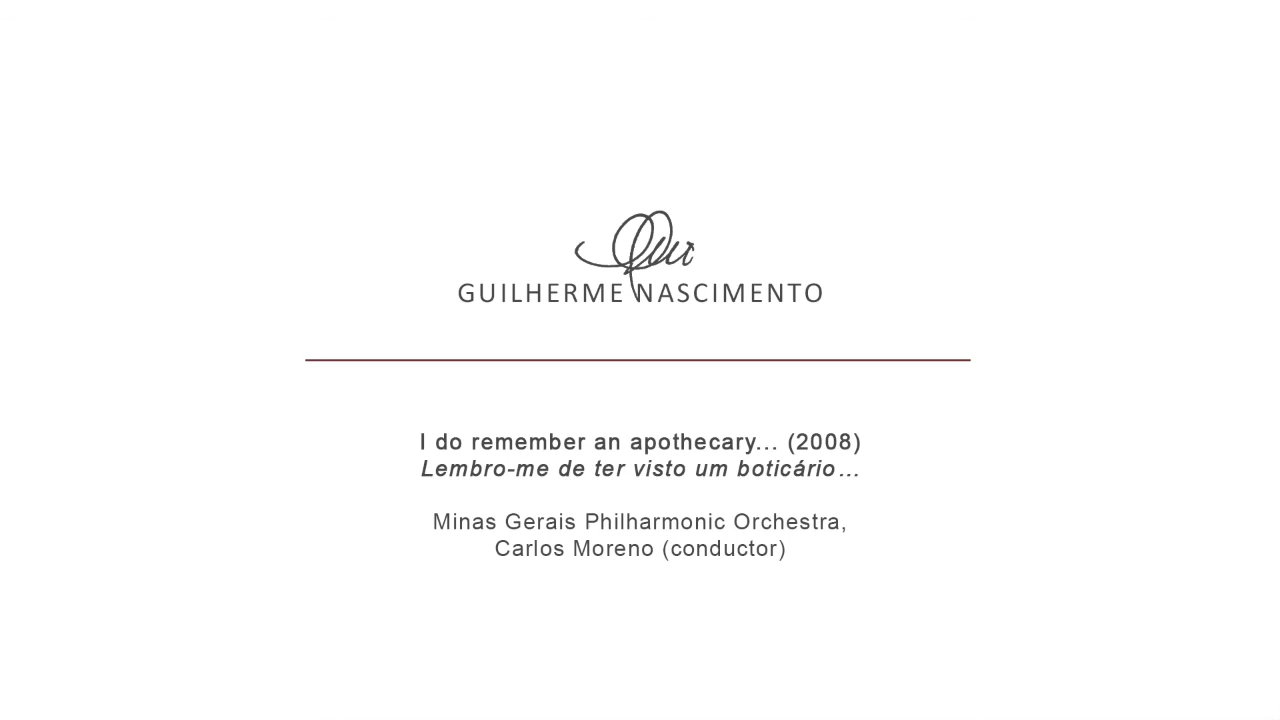 Gui
GUILHERME NASCIMENTO
I do remember an apothecary... (2008)
Lembro-me de ter visto um boticário...
Minas Gerais Philharmonic Orchestra,
Carlos Moreno (conductor)